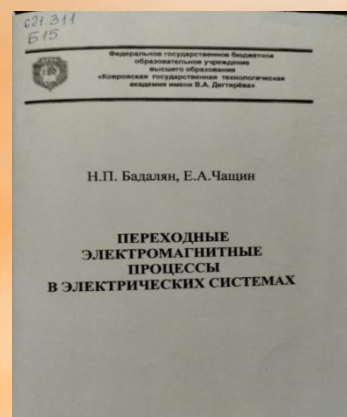 621.311
Б 15
Федеральное государственное бюджетное
образовательное учреждение
высшего образования
«Ковровская государственная технологическая
академия имени В.А. Дегтярёва»
Н.П. Бадалян, Е.А.Чащин
ПЕРЕХОДНЫЕ
ЭЛЕКТРОМАГНИТНЫЕ
ПРОЦЕССЫ
В ЭЛЕКТРИЧЕСКИХ СИСТЕМАХ